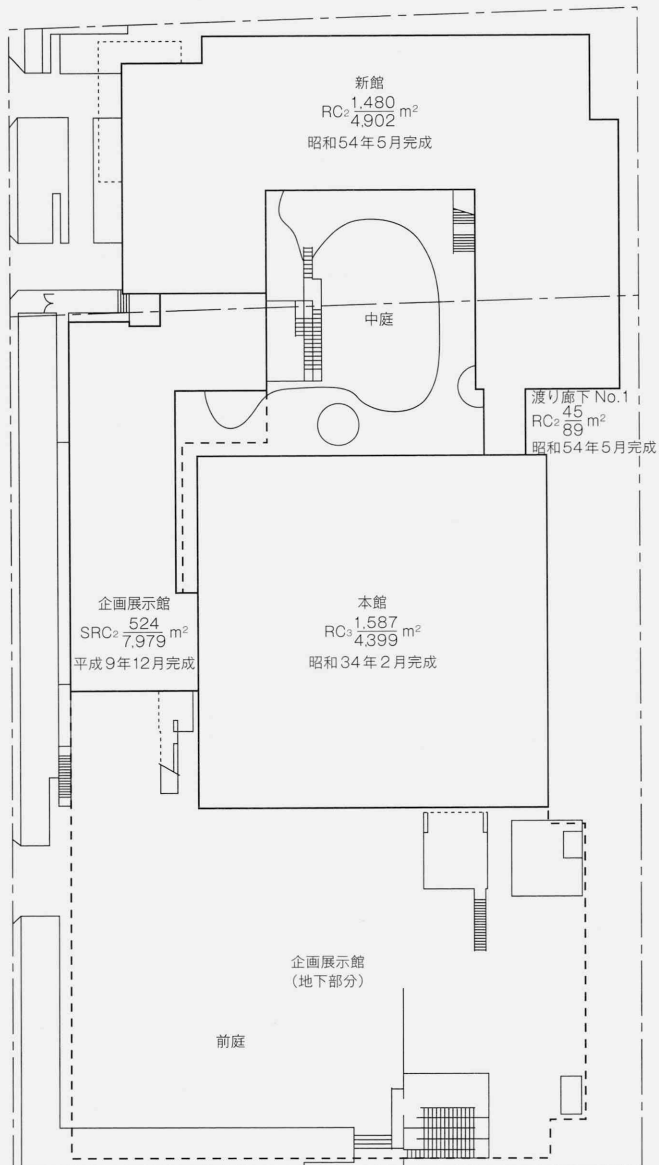 新館
RC2 1,480/4,902 m²
昭和54年5月完成
中庭
渡り廊下 No.1
RC2 45/89 m²
昭和54年5月完成
企画展示館
SRC2 524/7,979 m²
平成9年12月完成
本館
RC3 1,587/4,399 m²
昭和34年2月完成
企画展示館
（地下部分）
前庭